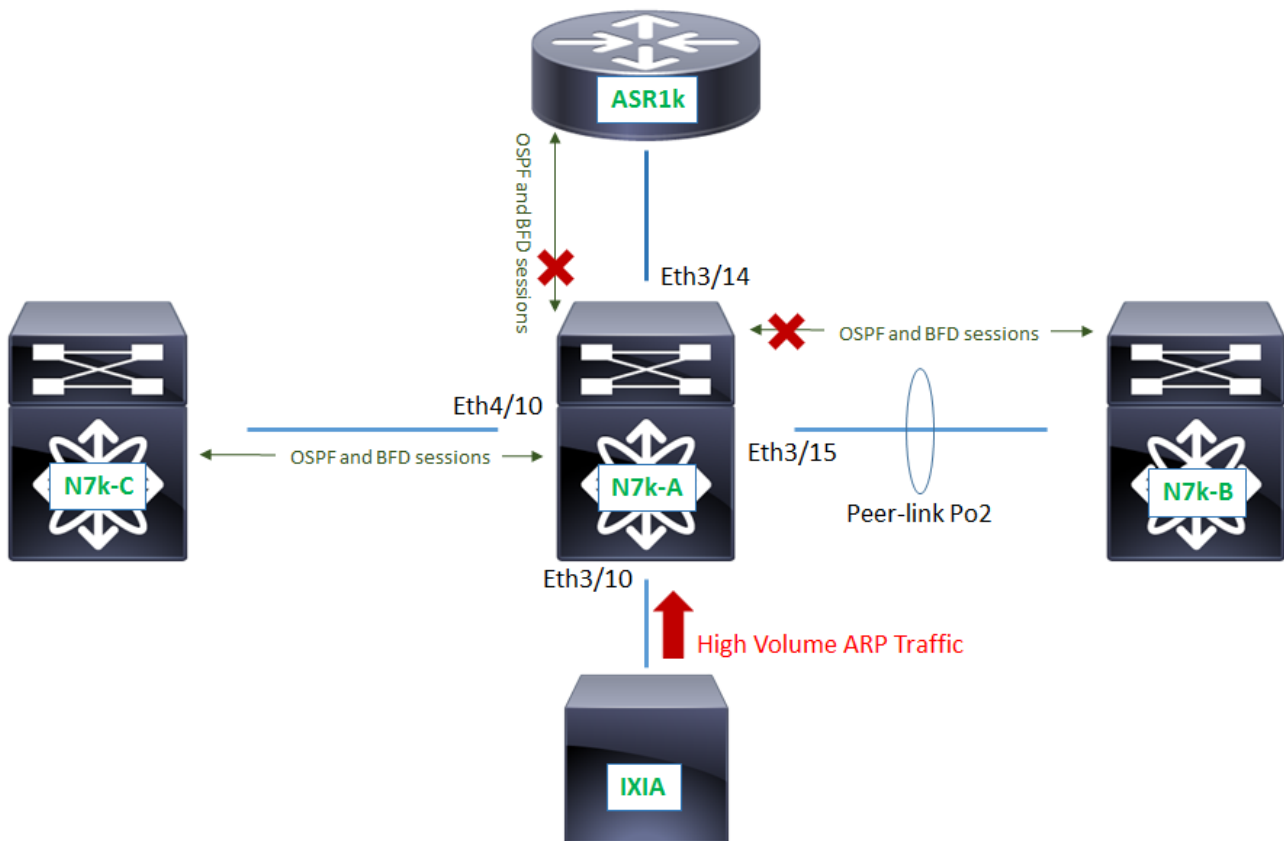 ASR1k
OSPF and BFD sessions
Eth3/14
OSPF and BFD sessions
Eth4/10
OSPF and BFD sessions
Eth3/15
N7k-C
N7k-A
N7k-B
Peer-link Po2
Eth3/10
High Volume ARP Traffic
IXIA